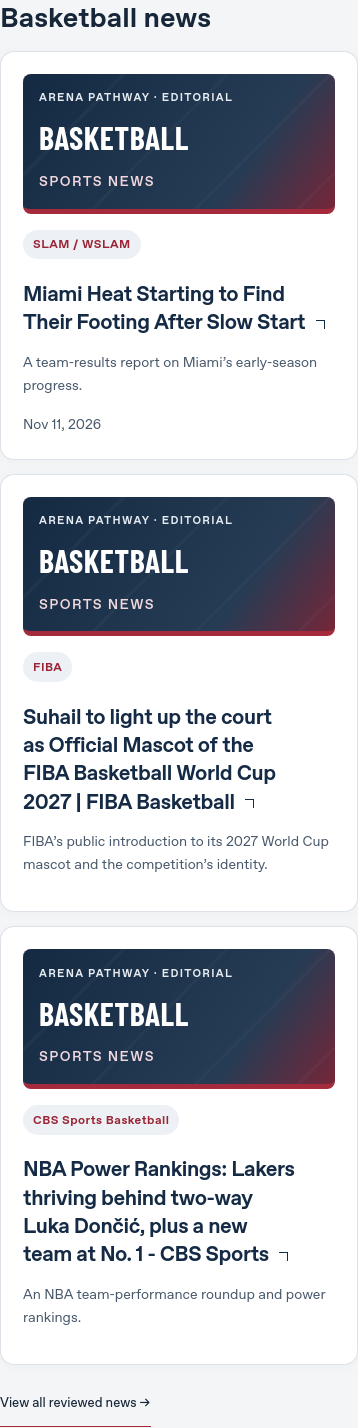 Basketball news
ARENA PATHWAY · EDITORIAL
BASKETBALL
SPORTS NEWS
SLAM / WSLAM
Miami Heat Starting to Find
Their Footing After Slow Start
A team-results report on Miami’s early-season
progress.
Nov 11, 2026
ARENA PATHWAY · EDITORIAL
BASKETBALL
SPORTS NEWS
FIBA
Suhail to light up the court
as Official Mascot of the
FIBA Basketball World Cup
2027 | FIBA Basketball
FIBA’s public introduction to its 2027 World Cup
mascot and the competition’s identity.
ARENA PATHWAY · EDITORIAL
BASKETBALL
SPORTS NEWS
CBS Sports Basketball
NBA Power Rankings: Lakers
thriving behind two-way
Luka Dončić, plus a new
team at No. 1 - CBS Sports
An NBA team-performance roundup and power
rankings.
View all reviewed news →